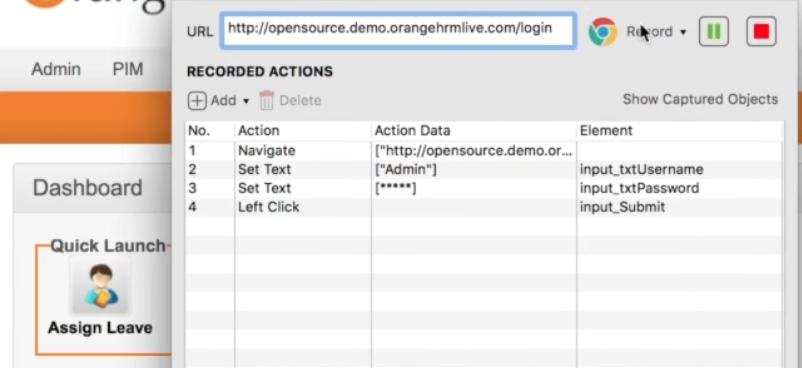 URL http://opensource.demo.orangehrmlive.com/login Record
Admin PIM
RECORDED ACTIONS
Add Delete Show Captured Objects
No. Action Action Data Element
1 Navigate ["http://opensource.demo.or...
2 Set Text ["Admin"] input_txtUsername
3 Set Text [*****] input_txtPassword
4 Left Click input_Submit
Dashboard
Quick Launch
Assign Leave